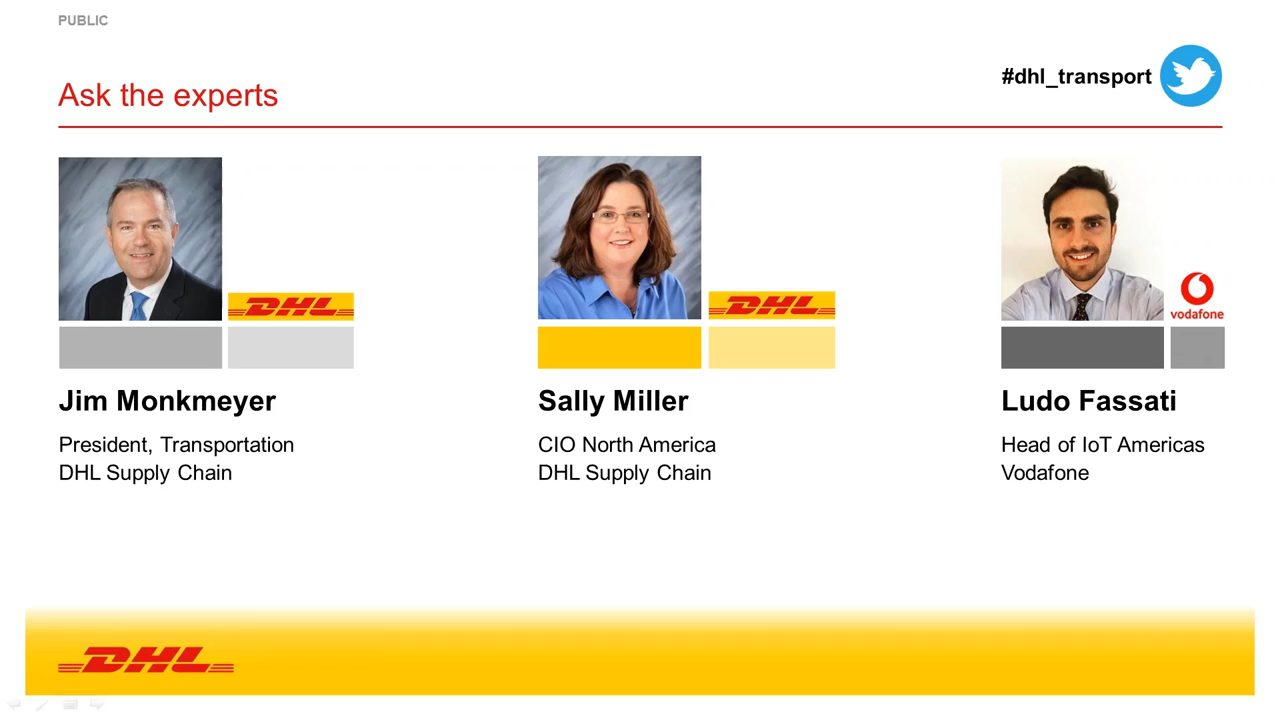 PUBLIC
#dhl_transport
Ask the experts
DHL
DHL
vodafone
Jim Monkmeyer
President, Transportation
DHL Supply Chain
Sally Miller
CIO North America
DHL Supply Chain
Ludo Fassati
Head of IoT Americas
Vodafone
DHL